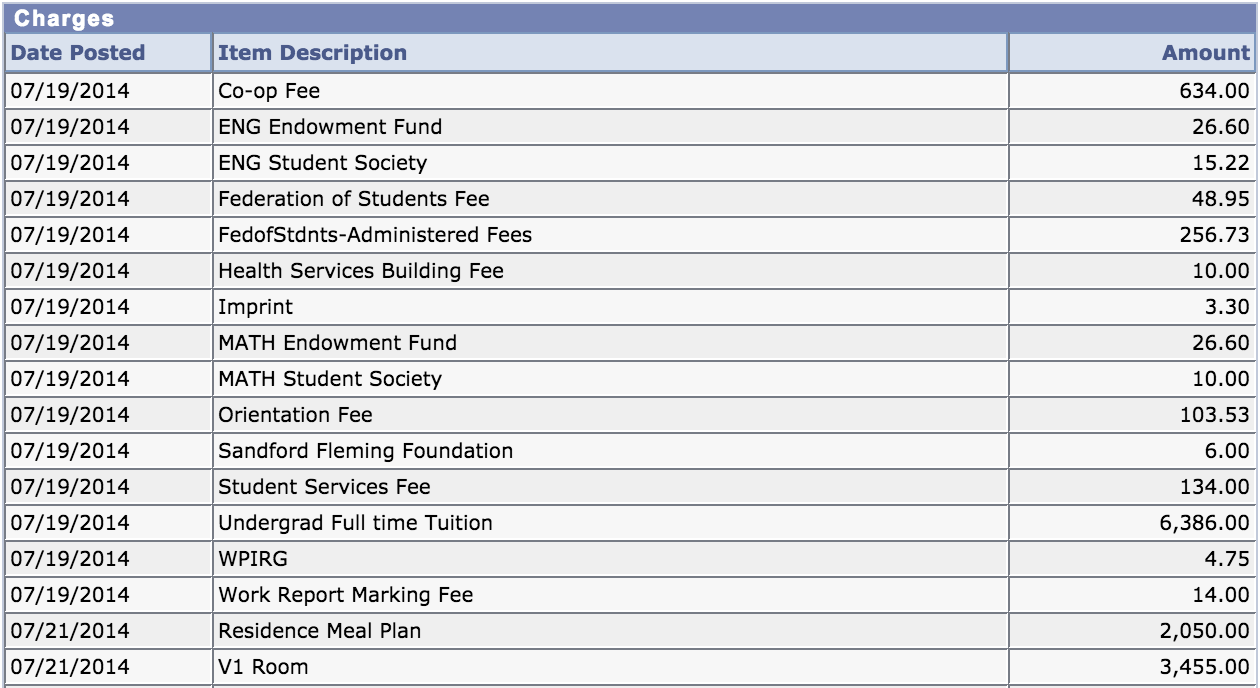 Charges
Date Posted Item Description Amount
07/19/2014 Co-op Fee 634.00
07/19/2014 ENG Endowment Fund 26.60
07/19/2014 ENG Student Society 15.22
07/19/2014 Federation of Students Fee 48.95
07/19/2014 FedofStdnts-Administered Fees 256.73
07/19/2014 Health Services Building Fee 10.00
07/19/2014 Imprint 3.30
07/19/2014 MATH Endowment Fund 26.60
07/19/2014 MATH Student Society 10.00
07/19/2014 Orientation Fee 103.53
07/19/2014 Sandford Fleming Foundation 6.00
07/19/2014 Student Services Fee 134.00
07/19/2014 Undergrad Full time Tuition 6,386.00
07/19/2014 WPIRG 4.75
07/19/2014 Work Report Marking Fee 14.00
07/21/2014 Residence Meal Plan 2,050.00
07/21/2014 V1 Room 3,455.00